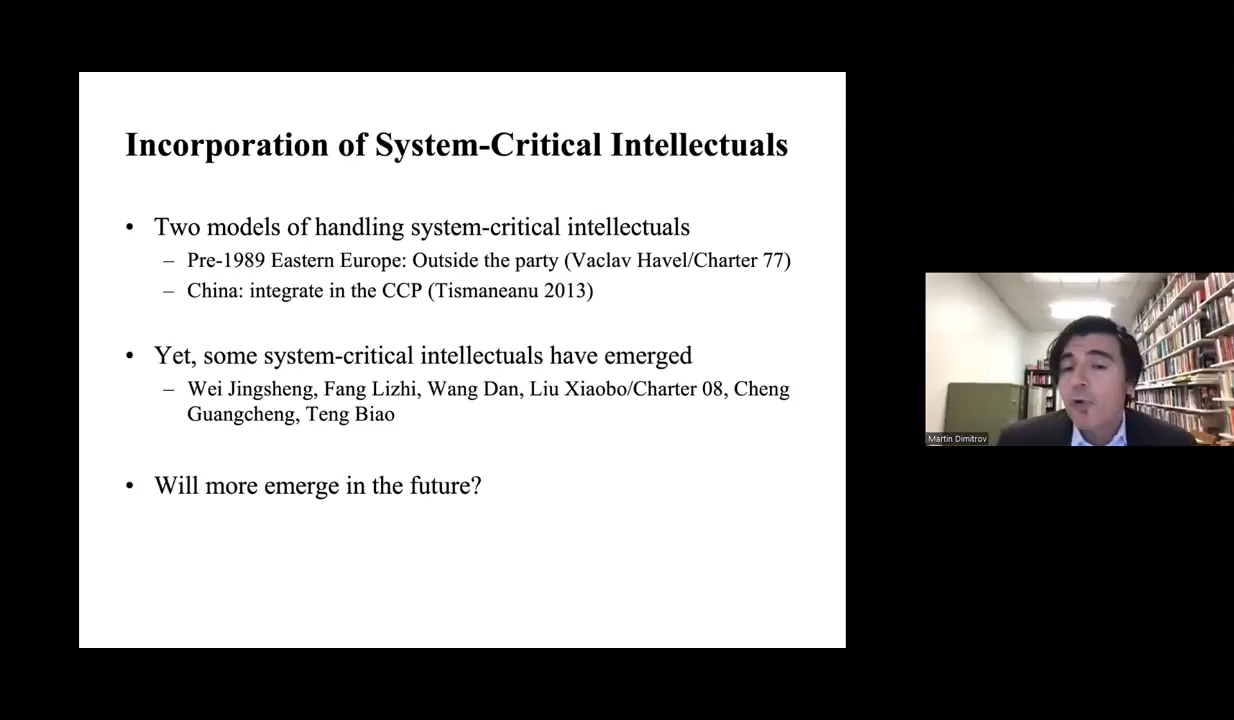 Incorporation of System-Critical Intellectuals
• Two models of handling system-critical intellectuals
– Pre-1989 Eastern Europe: Outside the party (Vaclav Havel/Charter 77)
– China: integrate in the CCP (Tismaneanu 2013)
• Yet, some system-critical intellectuals have emerged
– Wei Jingsheng, Fang Lizhi, Wang Dan, Liu Xiaobo/Charter 08, Cheng
Guangcheng, Teng Biao
• Will more emerge in the future?
Martin Dimitrov